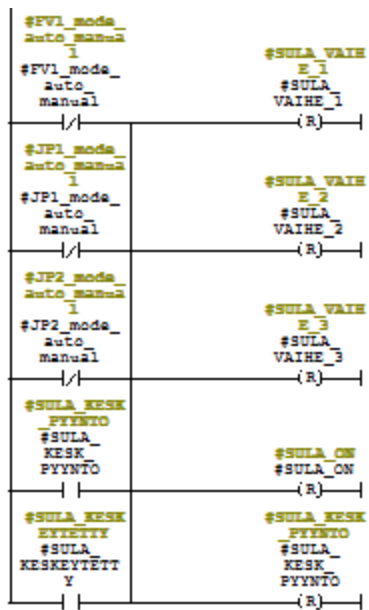 #FV1_mode_
auto_manua
l
#FV1_mode_
auto_
manual
#SULA_VAIH
E_1
#SULA_
VAIHE_1
(R)
#JP1_mode_
auto_manua
l
#JP1_mode_
auto_
manual
#SULA_VAIH
E_2
#SULA_
VAIHE_2
(R)
#JP2_mode_
auto_manua
l
#JP2_mode_
auto_
manual
#SULA_VAIH
E_3
#SULA_
VAIHE_3
(R)
#SULA_KESK
_PYYNTO
#SULA_
KESK_
PYYNTO
#SULA_ON
#SULA_ON
(R)
#SULA_KESK
EYTETTY
#SULA_
KESKEYTETT
Y
#SULA_KESK
_PYYNTO
#SULA_
KESK_
PYYNTO
(R)